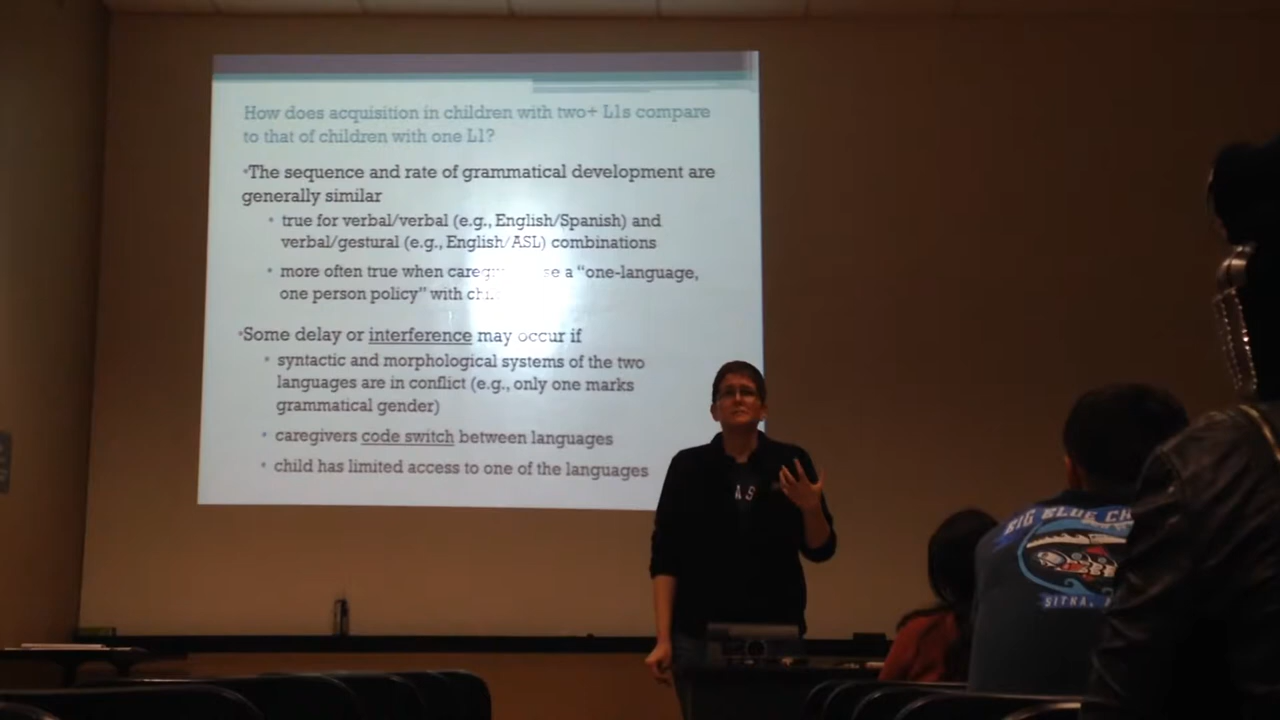 How does acquisition in children with two+ L1s compare
to that of children with one L1?
•The sequence and rate of grammatical development are
generally similar
• true for verbal/verbal (e.g., English/Spanish) and
verbal/gestural (e.g., English/ASL) combinations
• more often true when a “one-language,
one person policy” with
•Some delay or interference may occur if
• syntactic and morphological systems of the two
languages are in conflict (e.g., only one marks
grammatical gender)
• caregivers code switch between languages
• child has limited access to one of the languages
AS
BIG BLUE CH
SITKA,